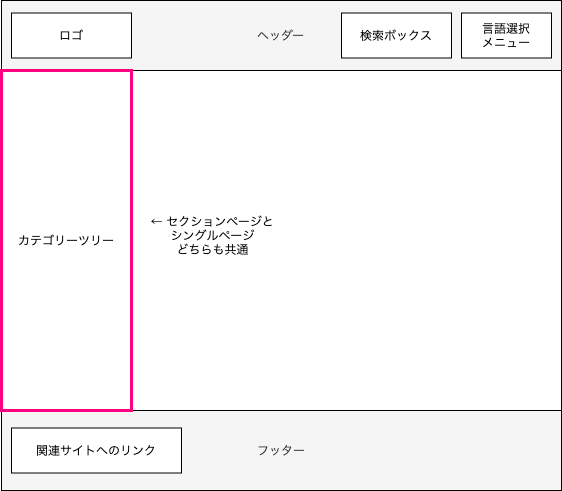 ロゴ
ヘッダー
検索ボックス
言語選択
メニュー
カテゴリーツリー
← セクションページと
シングルページ
どちらも共通
関連サイトへのリンク
フッター